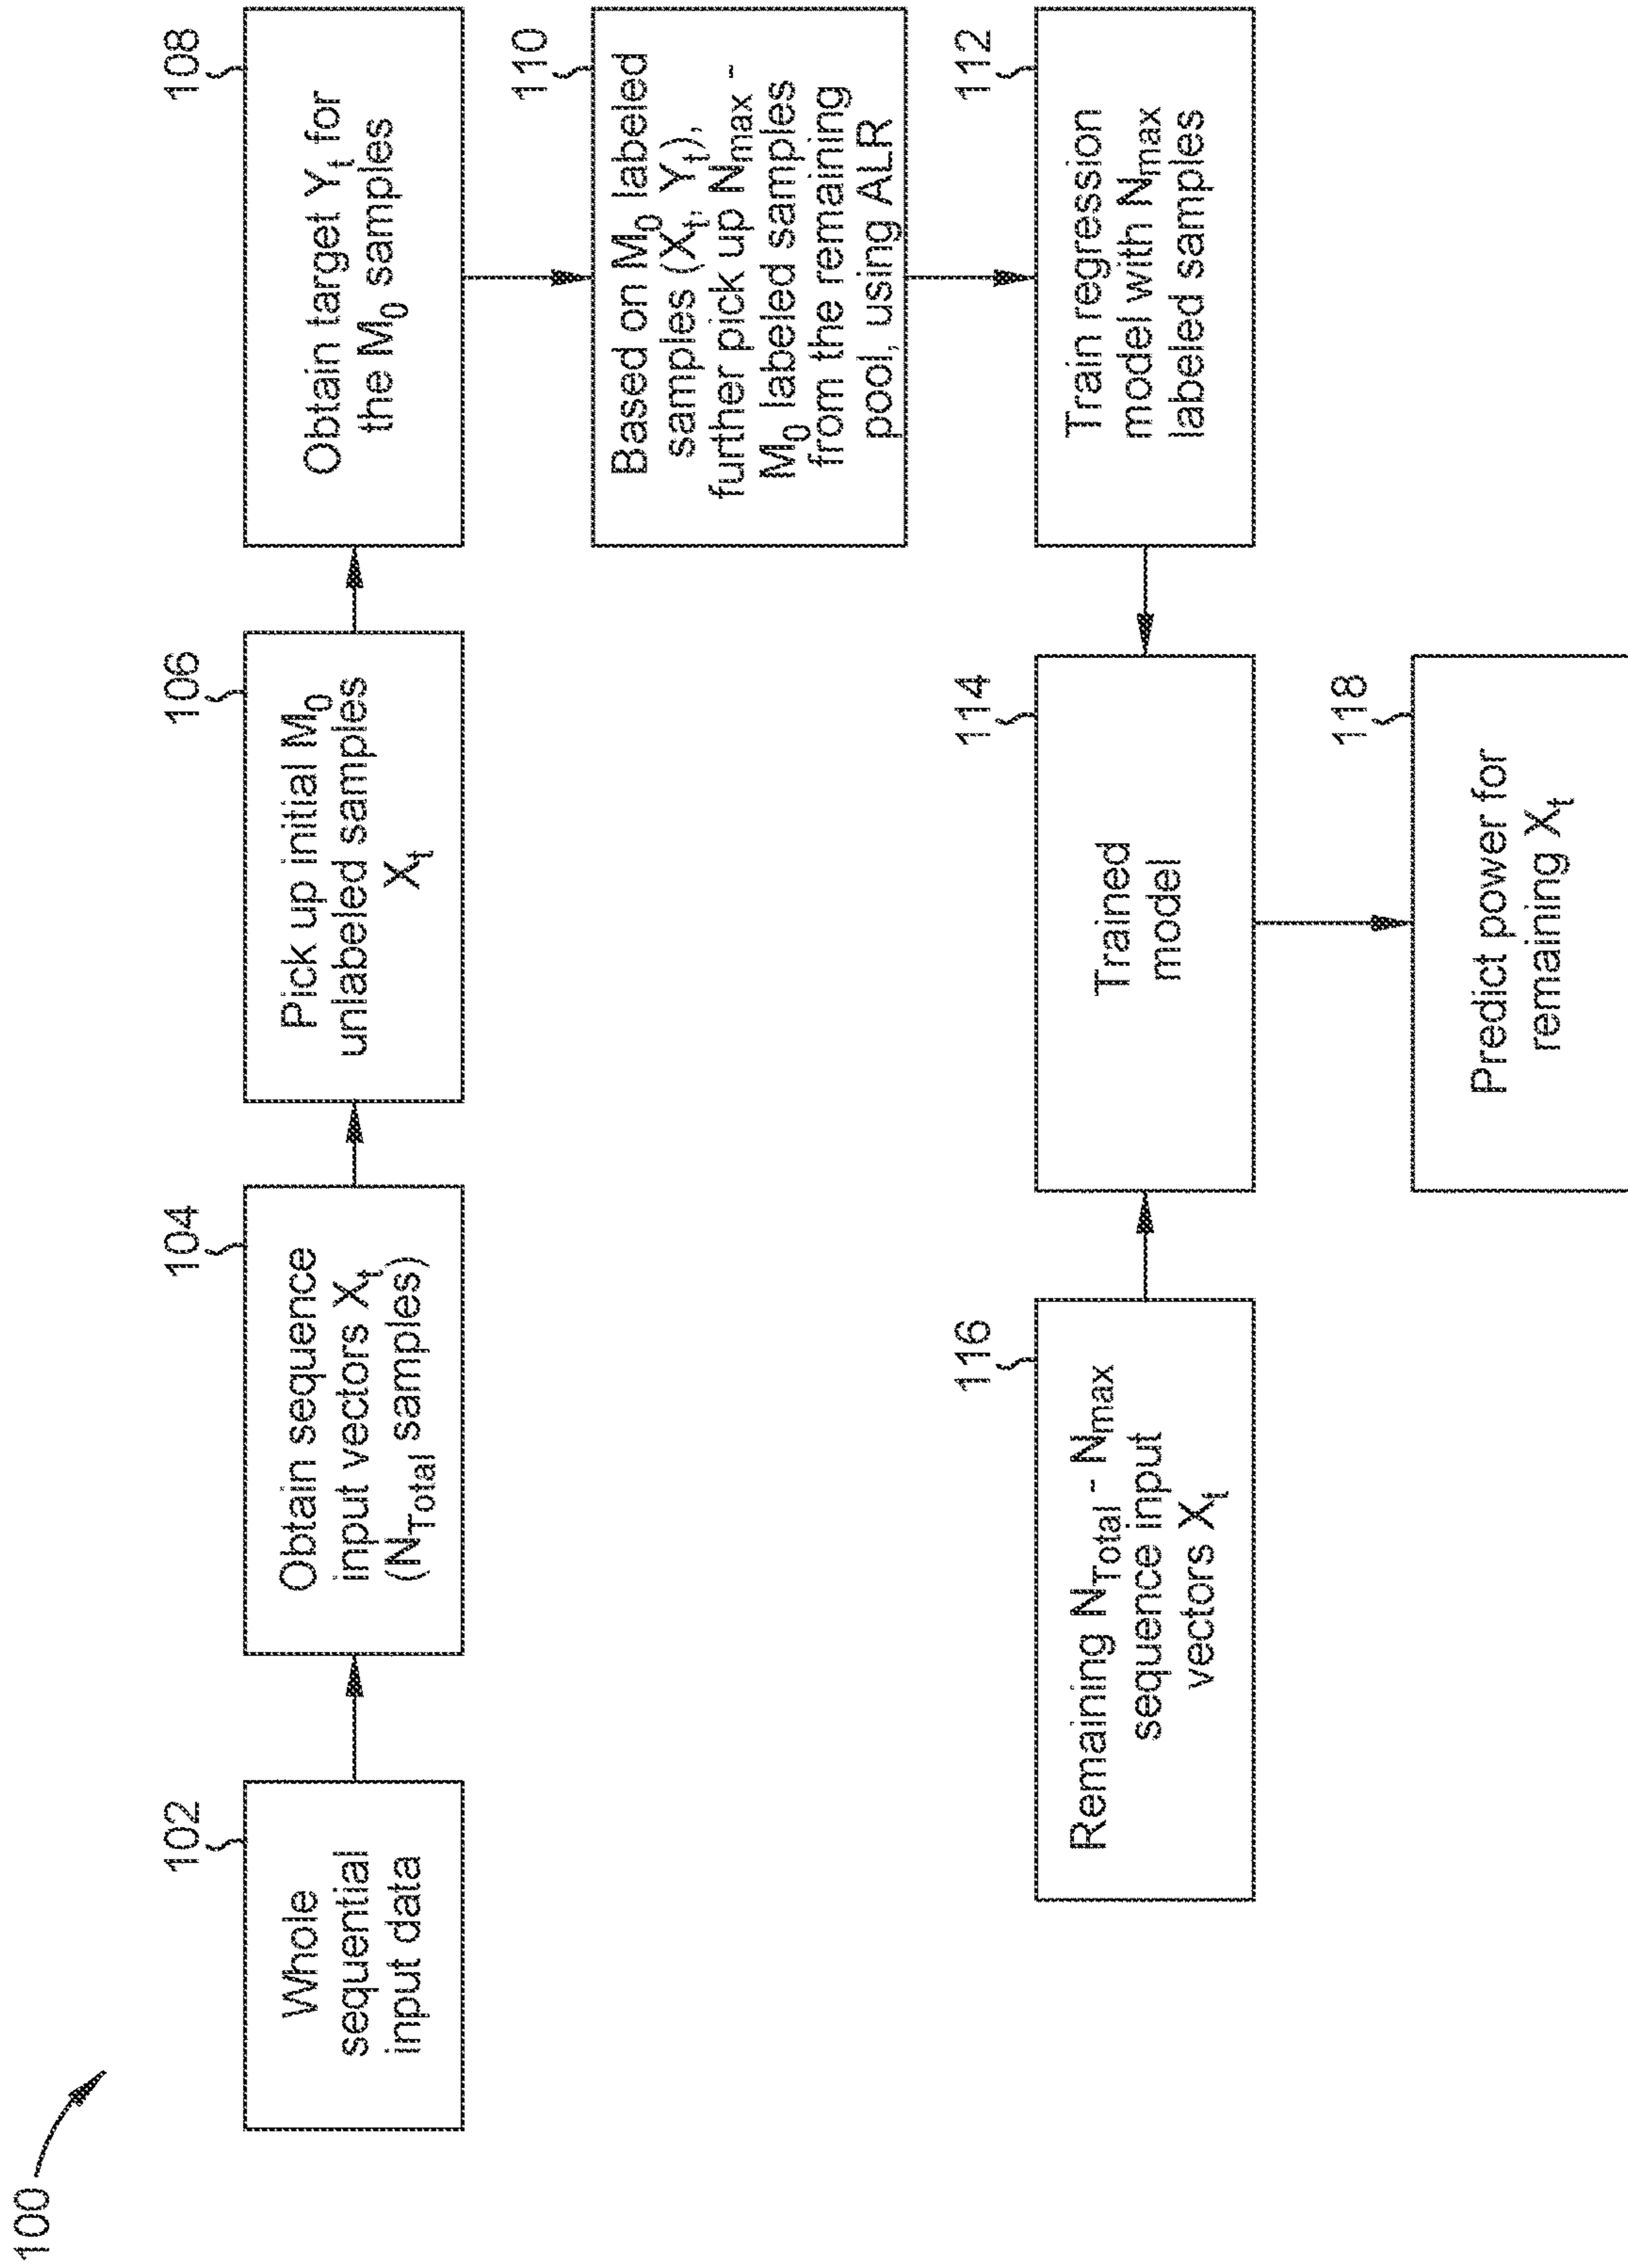 100
102
Whole
sequential
input data
104
Obtain sequence
input vectors Xt
(NTotal samples)
106
Pick up initial M0
unlabeled samples
Xt
108
Obtain target Yt for
the M0 samples
110
Based on M0 labeled
samples (Xt, Yt),
further pick up Nmax -
M0 labeled samples
from the remaining
pool, using ALR
112
Train regression
model with Nmax
labeled samples
114
Trained
model
116
Remaining NTotal - Nmax
sequence input
vectors Xt
118
Predict power for
remaining Xt